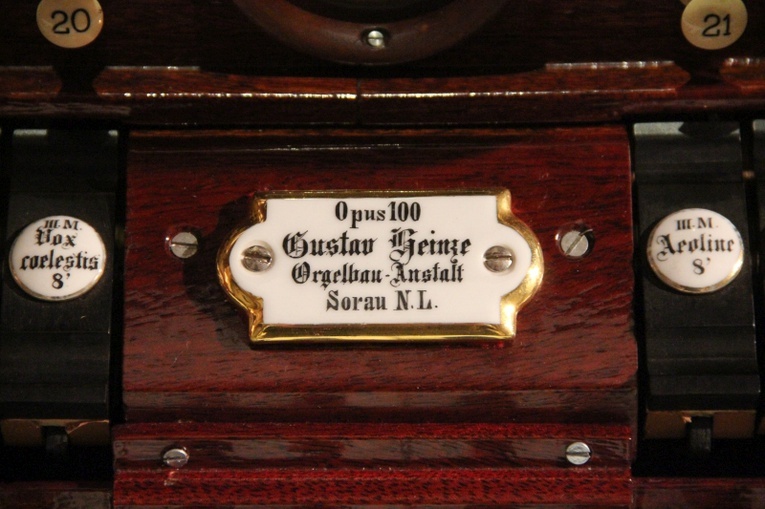 20
21
III. M.
Vox
coelestis
8'
Opus 100
Gustav Heinze
Orgelbau-Anstalt
Sorau N.L.
III. M.
Aeoline
8'